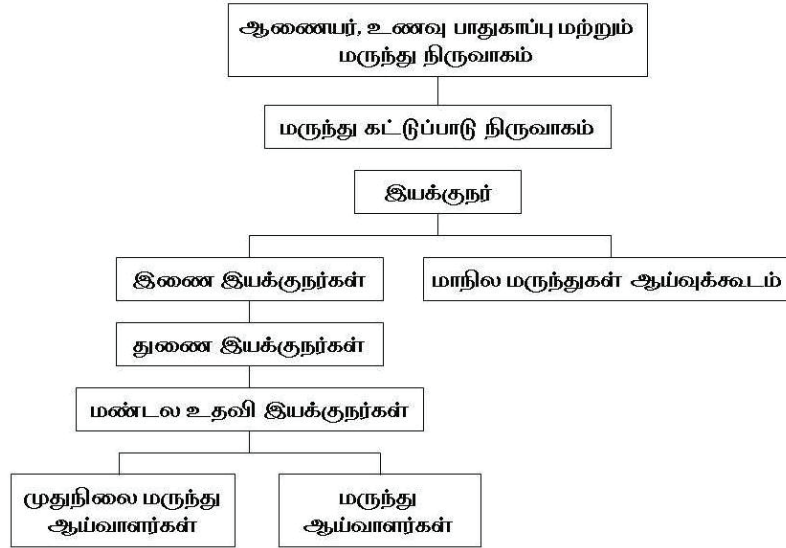 ஆணையர், உணவு பாதுகாப்பு மற்றும்
மருந்து நிருவாகம்
மருந்து கட்டுப்பாடு நிருவாகம்
இயக்குநர்
இணை இயக்குநர்கள்
மாநில மருந்துகள் ஆய்வுக்கூடம்
துணை இயக்குநர்கள்
மண்டல உதவி இயக்குநர்கள்
முதுநிலை மருந்து
ஆய்வாளர்கள்
மருந்து
ஆய்வாளர்கள்